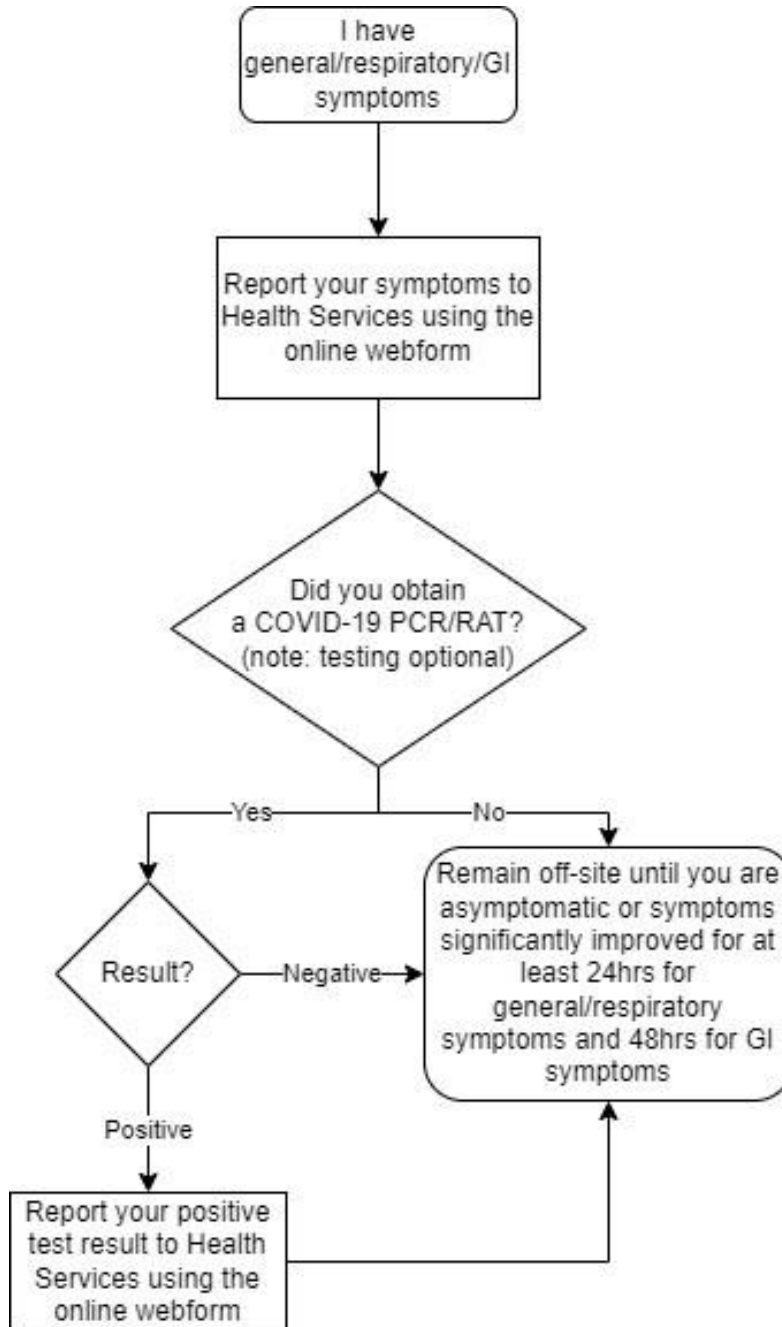 I have
general/respiratory/GI
symptoms
Report your symptoms to
Health Services using the
online webform
Did you obtain
a COVID-19 PCR/RAT?
(note: testing optional)
Yes
No
Result?
Negative
Remain off-site until you are
asymptomatic or symptoms
significantly improved for at
least 24hrs for
general/respiratory
symptoms and 48hrs for GI
symptoms
Positive
Report your positive
test result to Health
Services using the
online webform